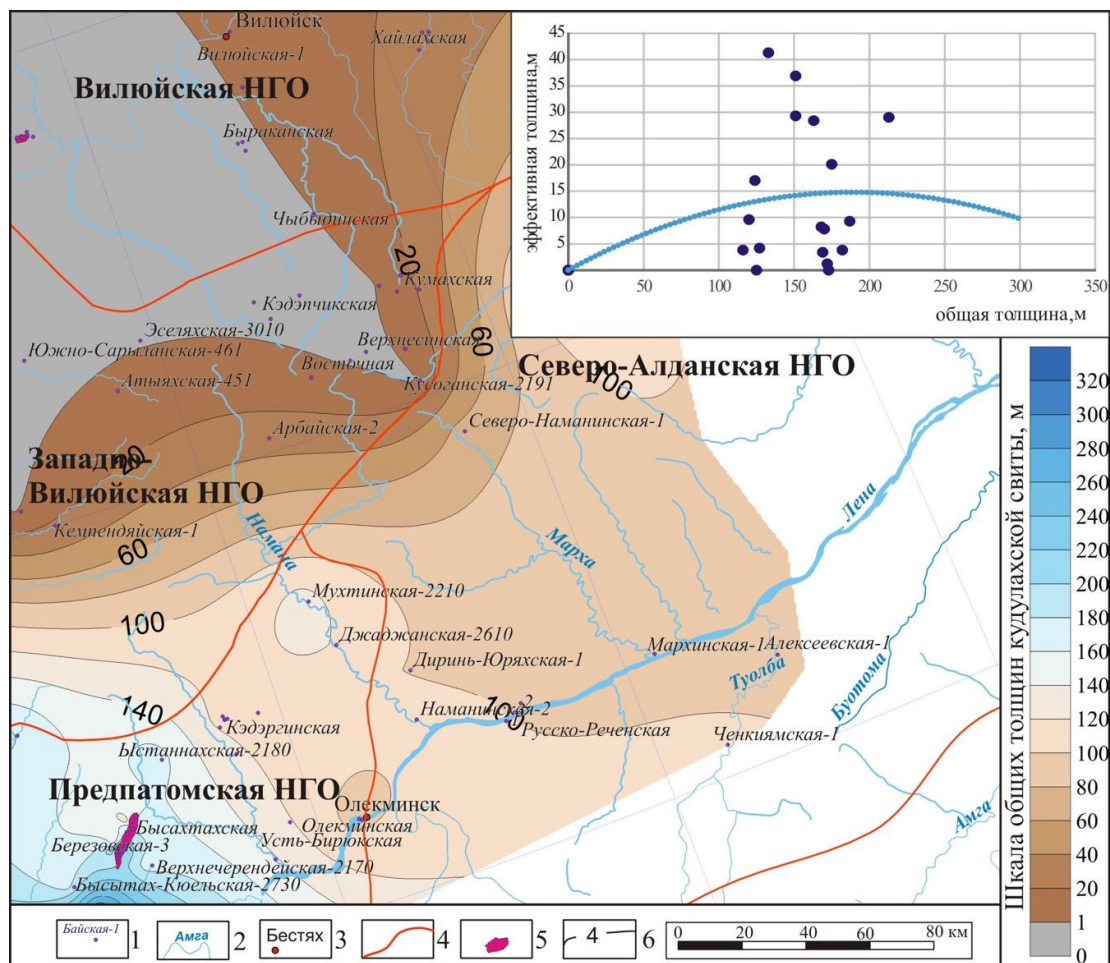 Вилюйск
Вилюйская-1
Хайлахская
Вилюйская НГО
Быраканская
Чыбыдинская
20
Кумахская
Кэдэпчикская
Эселяхская-3010
Верхнесинская
Южно-Сарыланская-461
Восточная
60
Атыяхская-451
Кусоганская-2191
Северо-Алданская НГО
100
Арбайская-2
Северо-Наманинская-1
Западно-
Вилюйская НГО
20
Кемпендяйская-1
60
Намана
Марха
Лена
Мухтинская-2210
100
Джаджанская-2610
Мархинская-1
Алексеевская-1
Диринь-Юряхская-1
Туолба
Буотома
140
Наманинская-2
100
2
1
Русско-Реченская
Кэдэргинская
Ченкиямская-1
Ыстаннахская-2180
Предпатомская НГО
Олекминск
Олекминская
Амга
Бысахтахская
Березовская-3
Усть-Бирюкская
Верхнечерендейская-2170
Бысытах-Кюельская-2730
эффективная толщина,м
45
40
35
30
25
20
15
10
5
0
0
50
100
150
200
250
300
350
общая толщина,м
Шкала общих толщин кудулахской свиты, м
320
300
280
260
240
220
200
180
160
140
120
100
80
60
40
20
1
0
Байская-1
1
Амга
2
Бестях
3
4
5
4
6
0 20 40 60 80 км